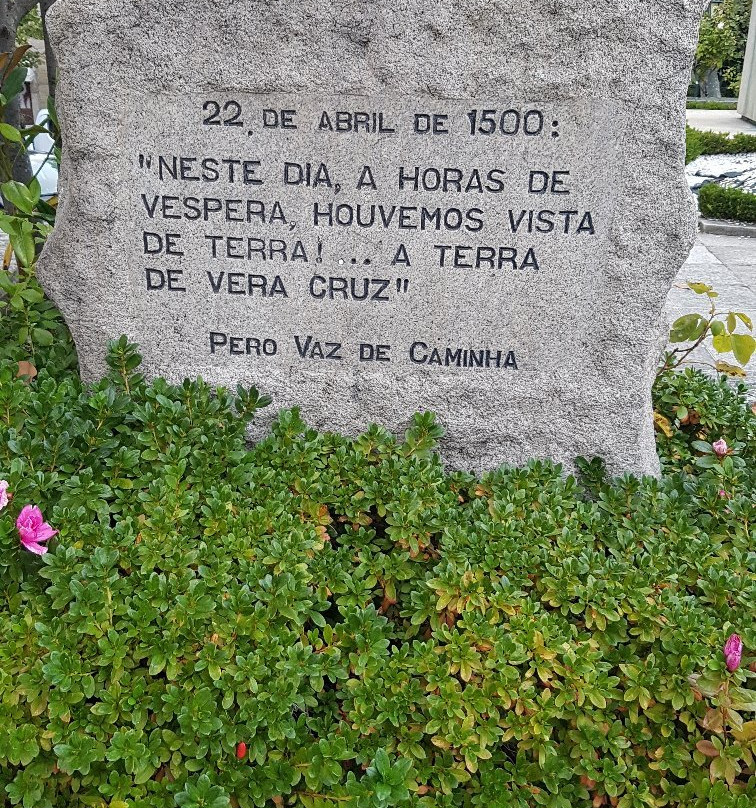 22. DE ABRIL DE 1500:
"NESTE DIA, A HORAS DE
VESPERA, HOUVEMOS VISTA
DE TERRA! ... A TERRA
DE VERA CRUZ"
PERO VAZ DE CAMINHA